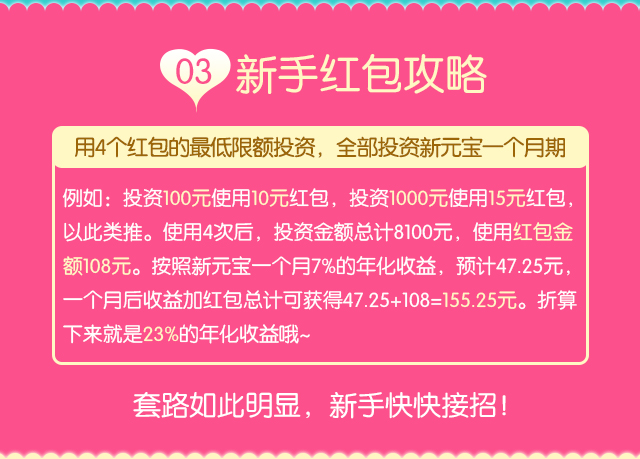 03 新手红包攻略
用4个红包的最低限额投资，全部投资新元宝一个月期
例如：投资100元使用10元红包，投资1000元使用15元红包，
以此类推。使用4次后，投资金额总计8100元，使用红包金
额108元。按照新元宝一个月7%的年化收益，预计47.25元，
一个月后收益加红包总计可获得47.25+108=155.25元。折算
下来就是23%的年化收益哦~
套路如此明显，新手快快接招！